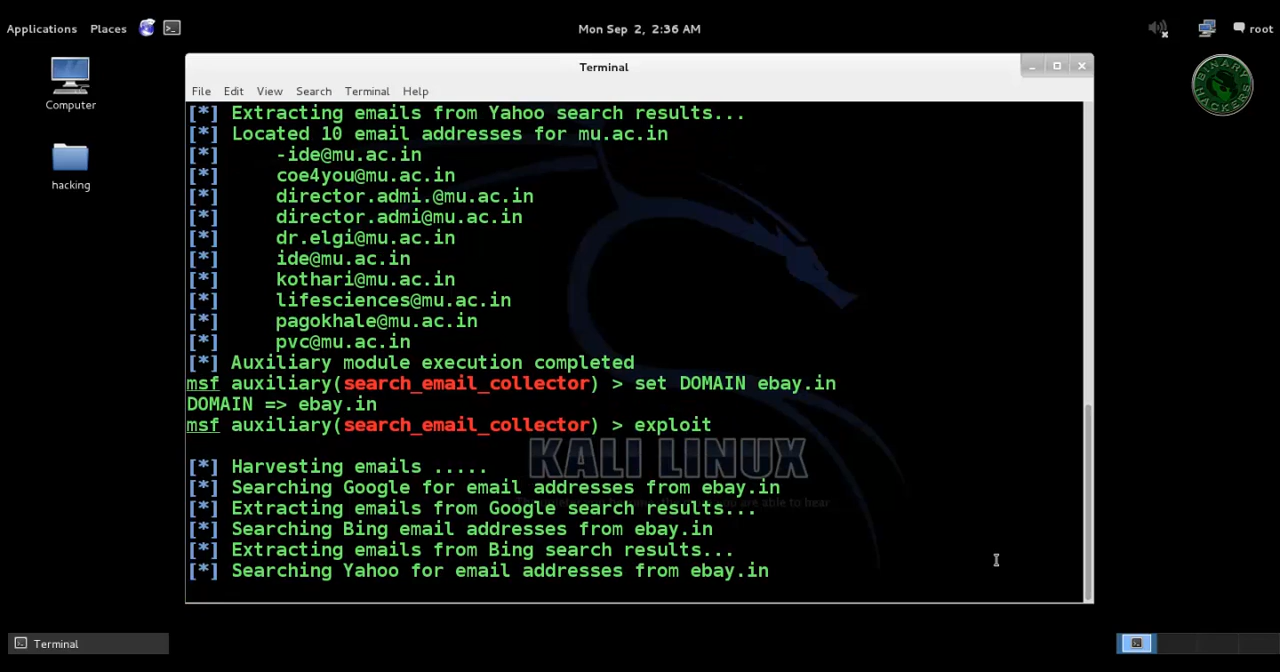 Applications Places Mon Sep 2, 2:36 AM root
Computer
hacking
BINARY HACKERS
Terminal
File Edit View Search Terminal Help
[*] Extracting emails from Yahoo search results...
[*] Located 10 email addresses for mu.ac.in
[*] -ide@mu.ac.in
[*] coe4you@mu.ac.in
[*] director.admi.@mu.ac.in
[*] director.admi@mu.ac.in
[*] dr.elgi@mu.ac.in
[*] ide@mu.ac.in
[*] kothari@mu.ac.in
[*] lifesciences@mu.ac.in
[*] pagokhale@mu.ac.in
[*] pvc@mu.ac.in
[*] Auxiliary module execution completed
msf auxiliary(search_email_collector) > set DOMAIN ebay.in
DOMAIN => ebay.in
msf auxiliary(search_email_collector) > exploit
KALI LINUX
[*] Harvesting emails .....
[*] Searching Google for email addresses from ebay.in
[*] Extracting emails from Google search results...
you are able to hear
[*] Searching Bing email addresses from ebay.in
[*] Extracting emails from Bing search results...
[*] Searching Yahoo for email addresses from ebay.in
Terminal